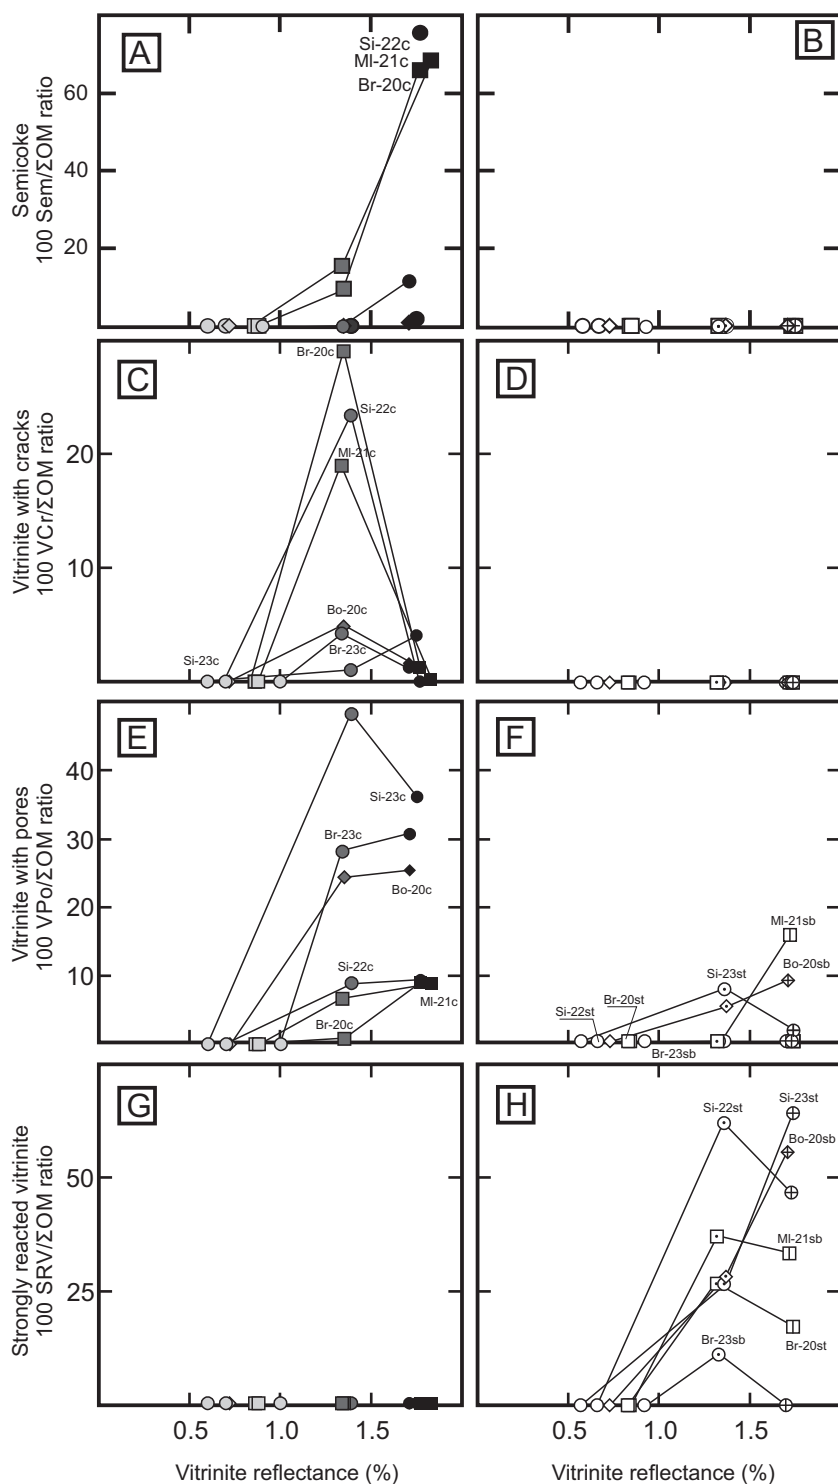 A
B
Si-22c
Ml-21c
Br-20c
Semicoke
100 Sem/ΣOM ratio
60
40
20
C
D
Br-20c
Si-22c
Ml-21c
Bo-20c
Br-23c
Si-23c
Vitrinite with cracks
100 VCr/ΣOM ratio
20
10
E
F
Si-23c
Br-23c
Bo-20c
Si-22c
Ml-21c
Br-20c
Vitrinite with pores
100 VPo/ΣOM ratio
40
30
20
10
Ml-21sb
Bo-20sb
Si-23st
Br-20st
Si-22st
Br-23sb
G
H
Strongly reacted vitrinite
100 SRV/ΣOM ratio
50
25
Si-23st
Si-22st
Bo-20sb
Ml-21sb
Br-20st
Br-23sb
0.5 1.0 1.5
0.5 1.0 1.5
Vitrinite reflectance (%)
Vitrinite reflectance (%)